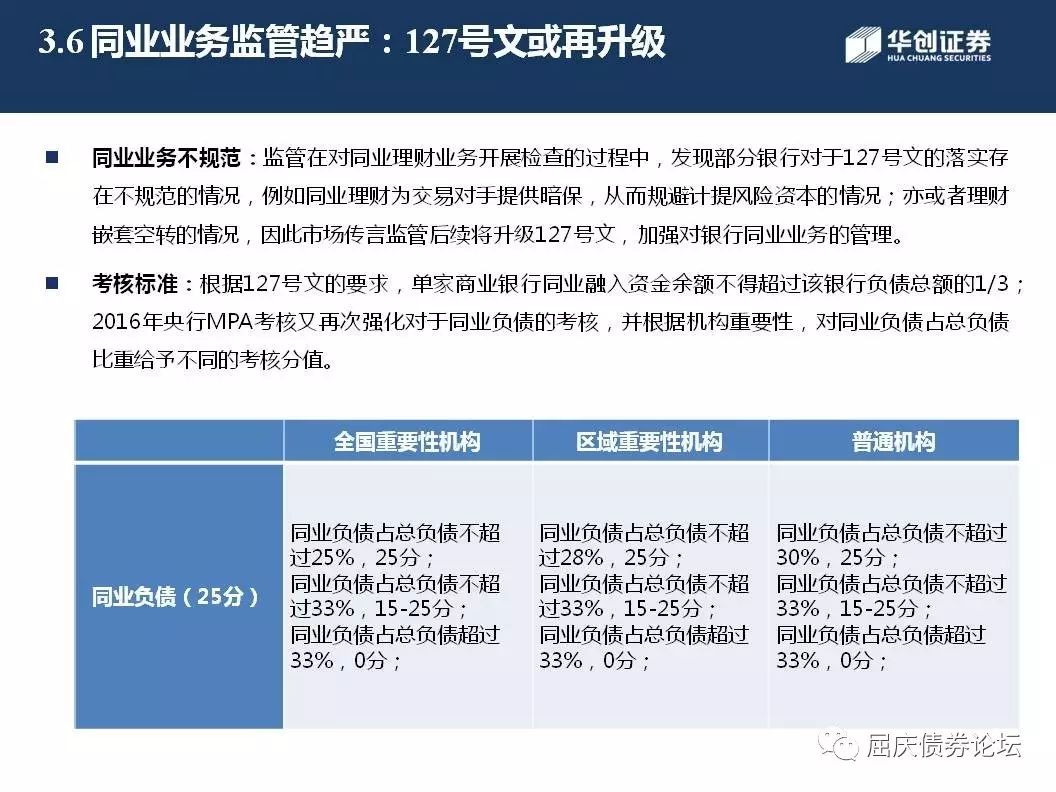 3.6 同业业务监管趋严：127号文或再升级
华创证券
HUA CHUANG SECURITIES
同业业务不规范：监管在对同业理财业务开展检查的过程中，发现部分银行对于127号文的落实存
在不规范的情况，例如同业理财为交易对手提供暗保，从而规避计提风险资本的情况；亦或者理财
嵌套空转的情况，因此市场传言监管后续将升级127号文，加强对银行同业业务的管理。
考核标准：根据127号文的要求，单家商业银行同业融入资金余额不得超过该银行负债总额的1/3；
2016年央行MPA考核又再次强化对于同业负债的考核，并根据机构重要性，对同业负债占总负债
比重给予不同的考核分值。
全国重要性机构 区域重要性机构 普通机构
同业负债（25分）
同业负债占总负债不超
过25%，25分；
同业负债占总负债不超
过33%，15-25分；
同业负债占总负债超过
33%，0分；
同业负债占总负债不超
过28%，25分；
同业负债占总负债不超
过33%，15-25分；
同业负债占总负债超过
33%，0分；
同业负债占总负债不超过
30%，25分；
同业负债占总负债不超过
33%，15-25分；
同业负债占总负债超过
33%，0分；
屈庆债券论坛